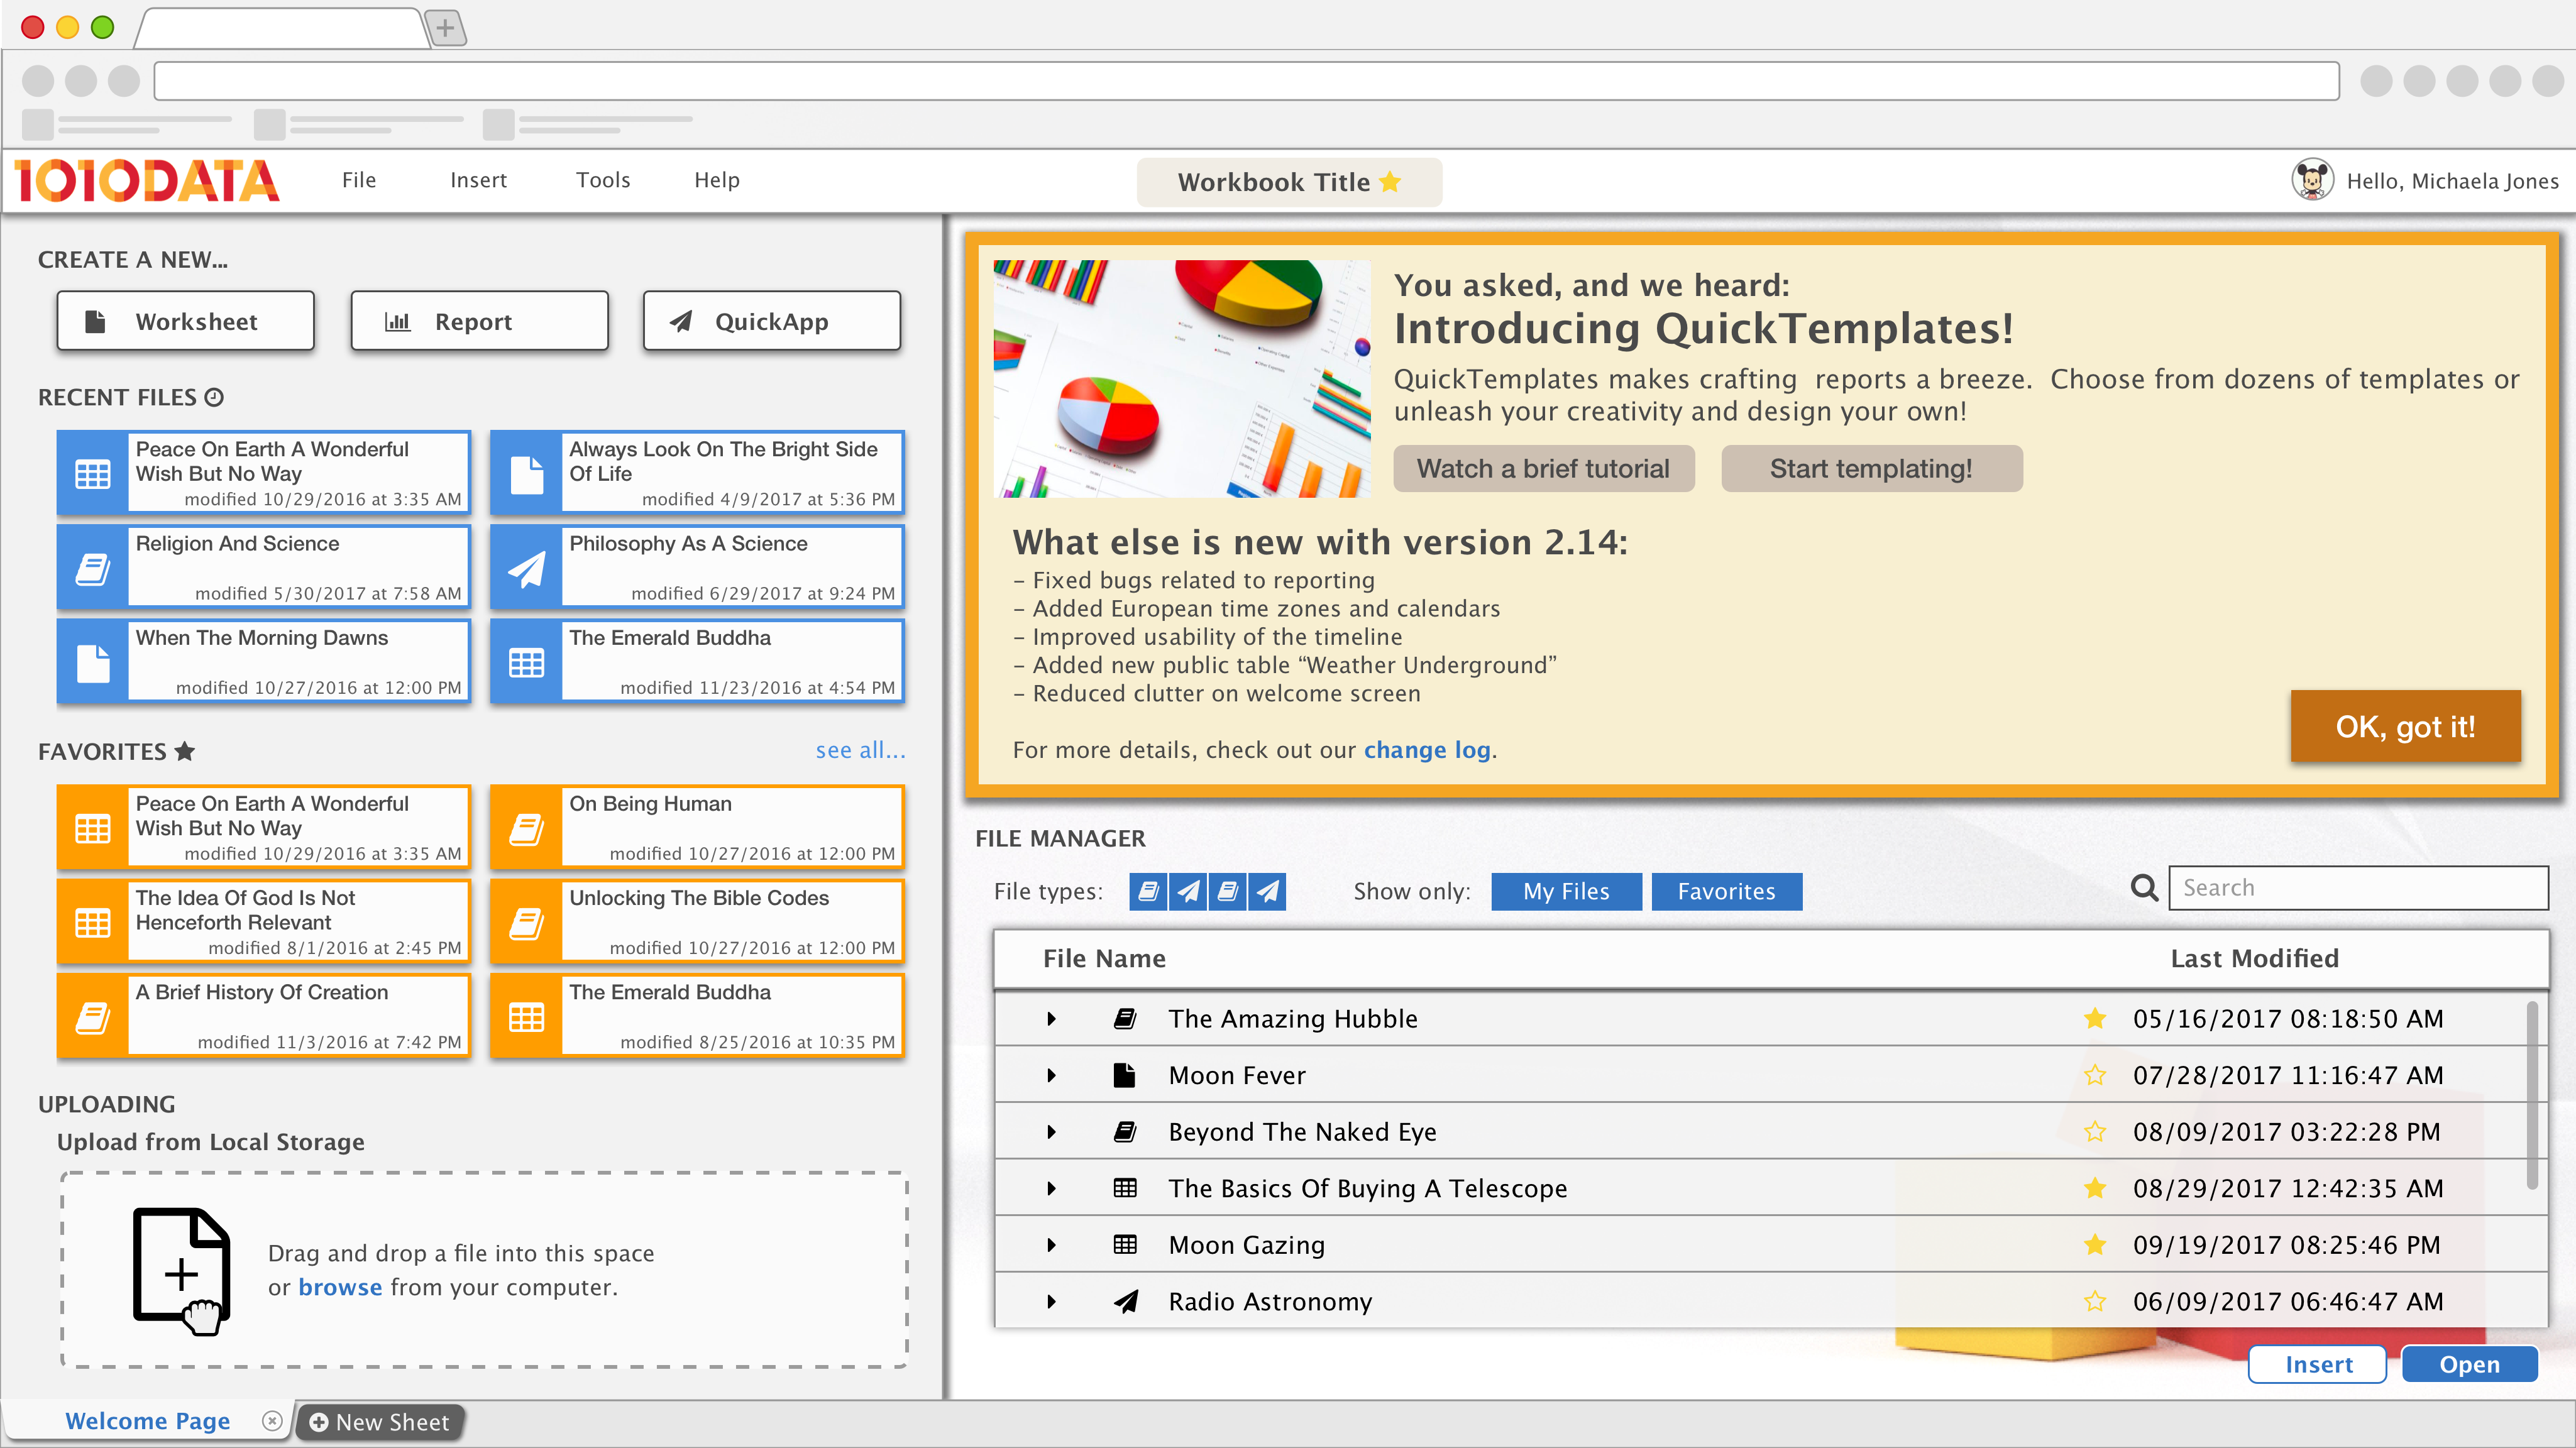 1010DATA
File
Insert
Tools
Help
Workbook Title
Hello, Michaela Jones
CREATE A NEW...
Worksheet
Report
QuickApp
RECENT FILES
Peace On Earth A Wonderful
Wish But No Way
modified 10/29/2016 at 3:35 AM
Always Look On The Bright Side
Of Life
modified 4/9/2017 at 5:36 PM
Religion And Science
modified 5/30/2017 at 7:58 AM
Philosophy As A Science
modified 6/29/2017 at 9:24 PM
When The Morning Dawns
modified 10/27/2016 at 12:00 PM
The Emerald Buddha
modified 11/23/2016 at 4:54 PM
FAVORITES
see all...
Peace On Earth A Wonderful
Wish But No Way
modified 10/29/2016 at 3:35 AM
On Being Human
modified 10/27/2016 at 12:00 PM
The Idea Of God Is Not
Henceforth Relevant
modified 8/1/2016 at 2:45 PM
Unlocking The Bible Codes
modified 10/27/2016 at 12:00 PM
A Brief History Of Creation
modified 11/3/2016 at 7:42 PM
The Emerald Buddha
modified 8/25/2016 at 10:35 PM
UPLOADING
Upload from Local Storage
Drag and drop a file into this space
or browse from your computer.
You asked, and we heard:
Introducing QuickTemplates!
QuickTemplates makes crafting  reports a breeze.  Choose from dozens of templates or
unleash your creativity and design your own!
Watch a brief tutorial
Start templating!
What else is new with version 2.14:
– Fixed bugs related to reporting
– Added European time zones and calendars
– Improved usability of the timeline
– Added new public table “Weather Underground”
– Reduced clutter on welcome screen
For more details, check out our change log.
OK, got it!
FILE MANAGER
File types:
Show only:
My Files
Favorites
Search
File Name
Last Modified
The Amazing Hubble
05/16/2017 08:18:50 AM
Moon Fever
07/28/2017 11:16:47 AM
Beyond The Naked Eye
08/09/2017 03:22:28 PM
The Basics Of Buying A Telescope
08/29/2017 12:42:35 AM
Moon Gazing
09/19/2017 08:25:46 PM
Radio Astronomy
06/09/2017 06:46:47 AM
Insert
Open
Welcome Page
New Sheet